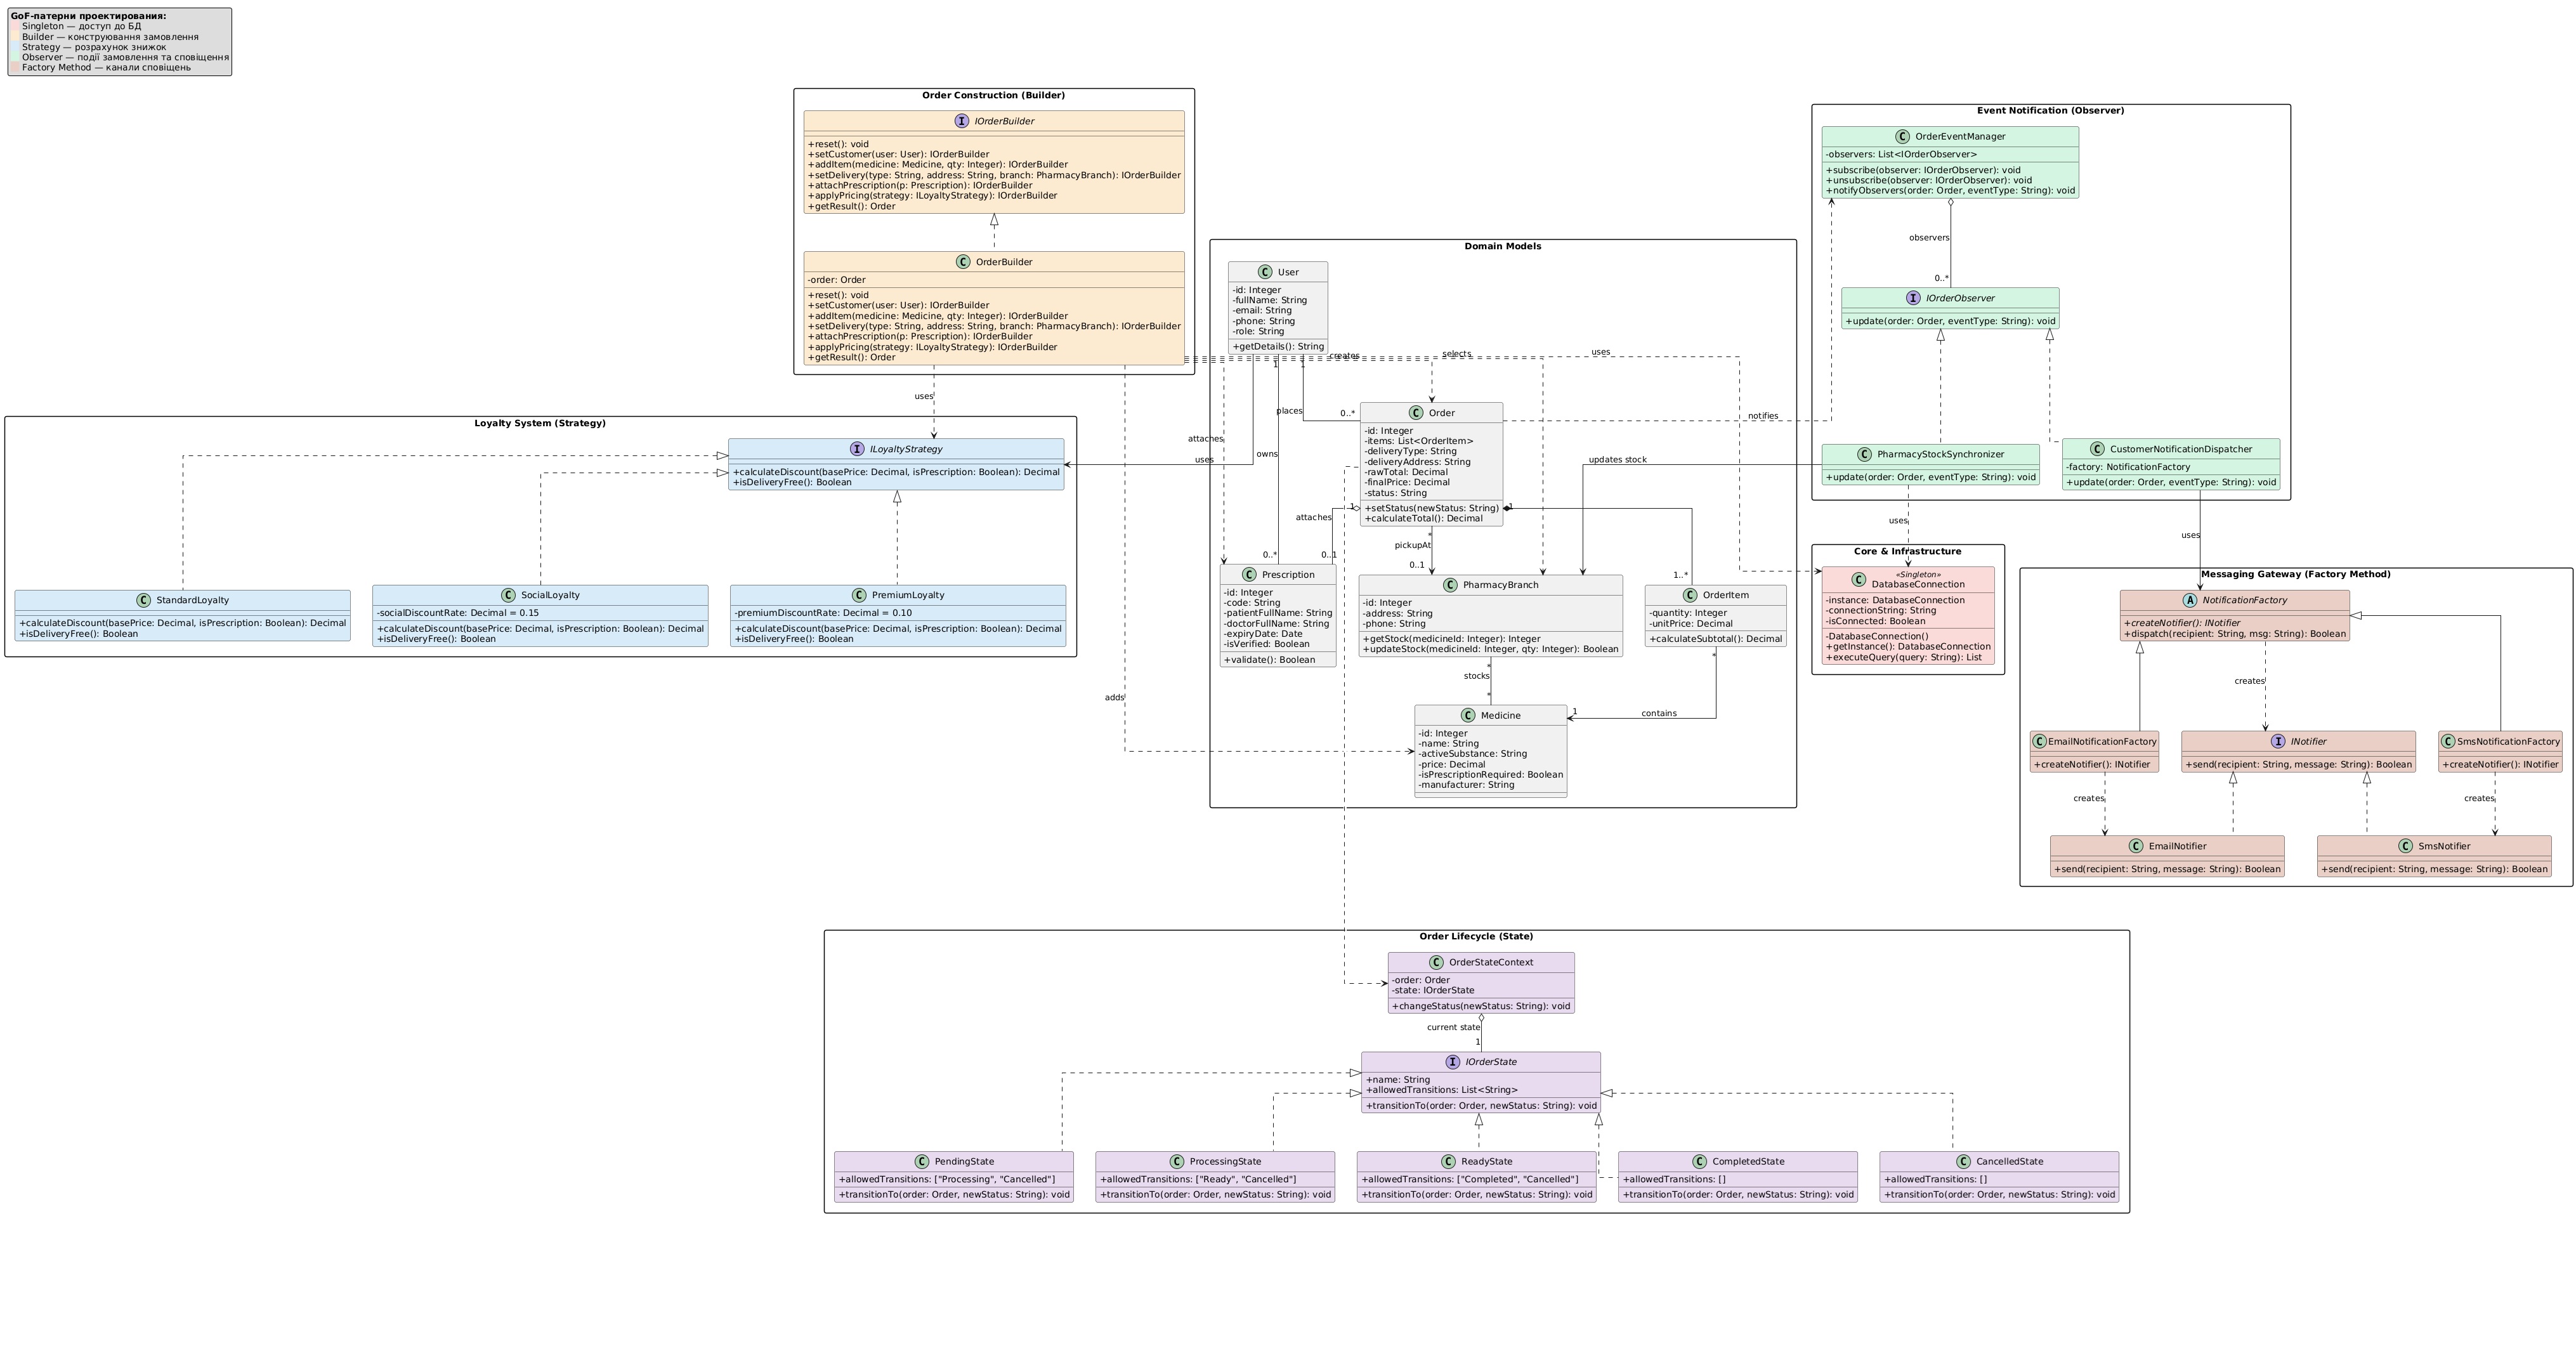 GoF-патерни проектирования:
Singleton — доступ до БД
Builder — конструювання замовлення
Strategy — розрахунок знижок
Observer — події замовлення та сповіщення
Factory Method — канали сповіщень
Order Construction (Builder)
I IOrderBuilder
+reset(): void
+setCustomer(user: User): IOrderBuilder
+addItem(medicine: Medicine, qty: Integer): IOrderBuilder
+setDelivery(type: String, address: String, branch: PharmacyBranch): IOrderBuilder
+attachPrescription(p: Prescription): IOrderBuilder
+applyPricing(strategy: ILoyaltyStrategy): IOrderBuilder
+getResult(): Order
C OrderBuilder
-order: Order
+reset(): void
+setCustomer(user: User): IOrderBuilder
+addItem(medicine: Medicine, qty: Integer): IOrderBuilder
+setDelivery(type: String, address: String, branch: PharmacyBranch): IOrderBuilder
+attachPrescription(p: Prescription): IOrderBuilder
+applyPricing(strategy: ILoyaltyStrategy): IOrderBuilder
+getResult(): Order
Event Notification (Observer)
C OrderEventManager
-observers: List<IOrderObserver>
+subscribe(observer: IOrderObserver): void
+unsubscribe(observer: IOrderObserver): void
+notifyObservers(order: Order, eventType: String): void
observers
0..*
I IOrderObserver
+update(order: Order, eventType: String): void
C PharmacyStockSynchronizer
+update(order: Order, eventType: String): void
C CustomerNotificationDispatcher
-factory: NotificationFactory
+update(order: Order, eventType: String): void
Domain Models
C User
-id: Integer
-fullName: String
-email: String
-phone: String
-role: String
+getDetails(): String
creates
selects
uses
1
1
places
0..*
notifies
attaches
uses
owns
updates stock
C Order
-id: Integer
-items: List<OrderItem>
-deliveryType: String
-deliveryAddress: String
-rawTotal: Decimal
-finalPrice: Decimal
-status: String
+setStatus(newStatus: String)
+calculateTotal(): Decimal
1
1
attaches
0..*
0..1
*
pickupAt
0..1
1..*
C Prescription
-id: Integer
-code: String
-patientFullName: String
-doctorFullName: String
-expiryDate: Date
-isVerified: Boolean
+validate(): Boolean
C PharmacyBranch
-id: Integer
-address: String
-phone: String
+getStock(medicineId: Integer): Integer
+updateStock(medicineId: Integer, qty: Integer): Boolean
C OrderItem
-quantity: Integer
-unitPrice: Decimal
+calculateSubtotal(): Decimal
*
stocks
*
*
contains
1
adds
C Medicine
-id: Integer
-name: String
-activeSubstance: String
-price: Decimal
-isPrescriptionRequired: Boolean
-manufacturer: String
uses
Loyalty System (Strategy)
I ILoyaltyStrategy
+calculateDiscount(basePrice: Decimal, isPrescription: Boolean): Decimal
+isDeliveryFree(): Boolean
C StandardLoyalty
+calculateDiscount(basePrice: Decimal, isPrescription: Boolean): Decimal
+isDeliveryFree(): Boolean
C SocialLoyalty
-socialDiscountRate: Decimal = 0.15
+calculateDiscount(basePrice: Decimal, isPrescription: Boolean): Decimal
+isDeliveryFree(): Boolean
C PremiumLoyalty
-premiumDiscountRate: Decimal = 0.10
+calculateDiscount(basePrice: Decimal, isPrescription: Boolean): Decimal
+isDeliveryFree(): Boolean
uses
uses
Core & Infrastructure
«Singleton»
C DatabaseConnection
-instance: DatabaseConnection
-connectionString: String
-isConnected: Boolean
-DatabaseConnection()
+getInstance(): DatabaseConnection
+executeQuery(query: String): List
Messaging Gateway (Factory Method)
A NotificationFactory
+createNotifier(): INotifier
+dispatch(recipient: String, msg: String): Boolean
creates
C EmailNotificationFactory
+createNotifier(): INotifier
I INotifier
+send(recipient: String, message: String): Boolean
C SmsNotificationFactory
+createNotifier(): INotifier
creates
creates
C EmailNotifier
+send(recipient: String, message: String): Boolean
C SmsNotifier
+send(recipient: String, message: String): Boolean
Order Lifecycle (State)
C OrderStateContext
-order: Order
-state: IOrderState
+changeStatus(newStatus: String): void
current state
1
I IOrderState
+name: String
+allowedTransitions: List<String>
+transitionTo(order: Order, newStatus: String): void
C PendingState
+allowedTransitions: ["Processing", "Cancelled"]
+transitionTo(order: Order, newStatus: String): void
C ProcessingState
+allowedTransitions: ["Ready", "Cancelled"]
+transitionTo(order: Order, newStatus: String): void
C ReadyState
+allowedTransitions: ["Completed", "Cancelled"]
+transitionTo(order: Order, newStatus: String): void
C CompletedState
+allowedTransitions: []
+transitionTo(order: Order, newStatus: String): void
C CancelledState
+allowedTransitions: []
+transitionTo(order: Order, newStatus: String): void